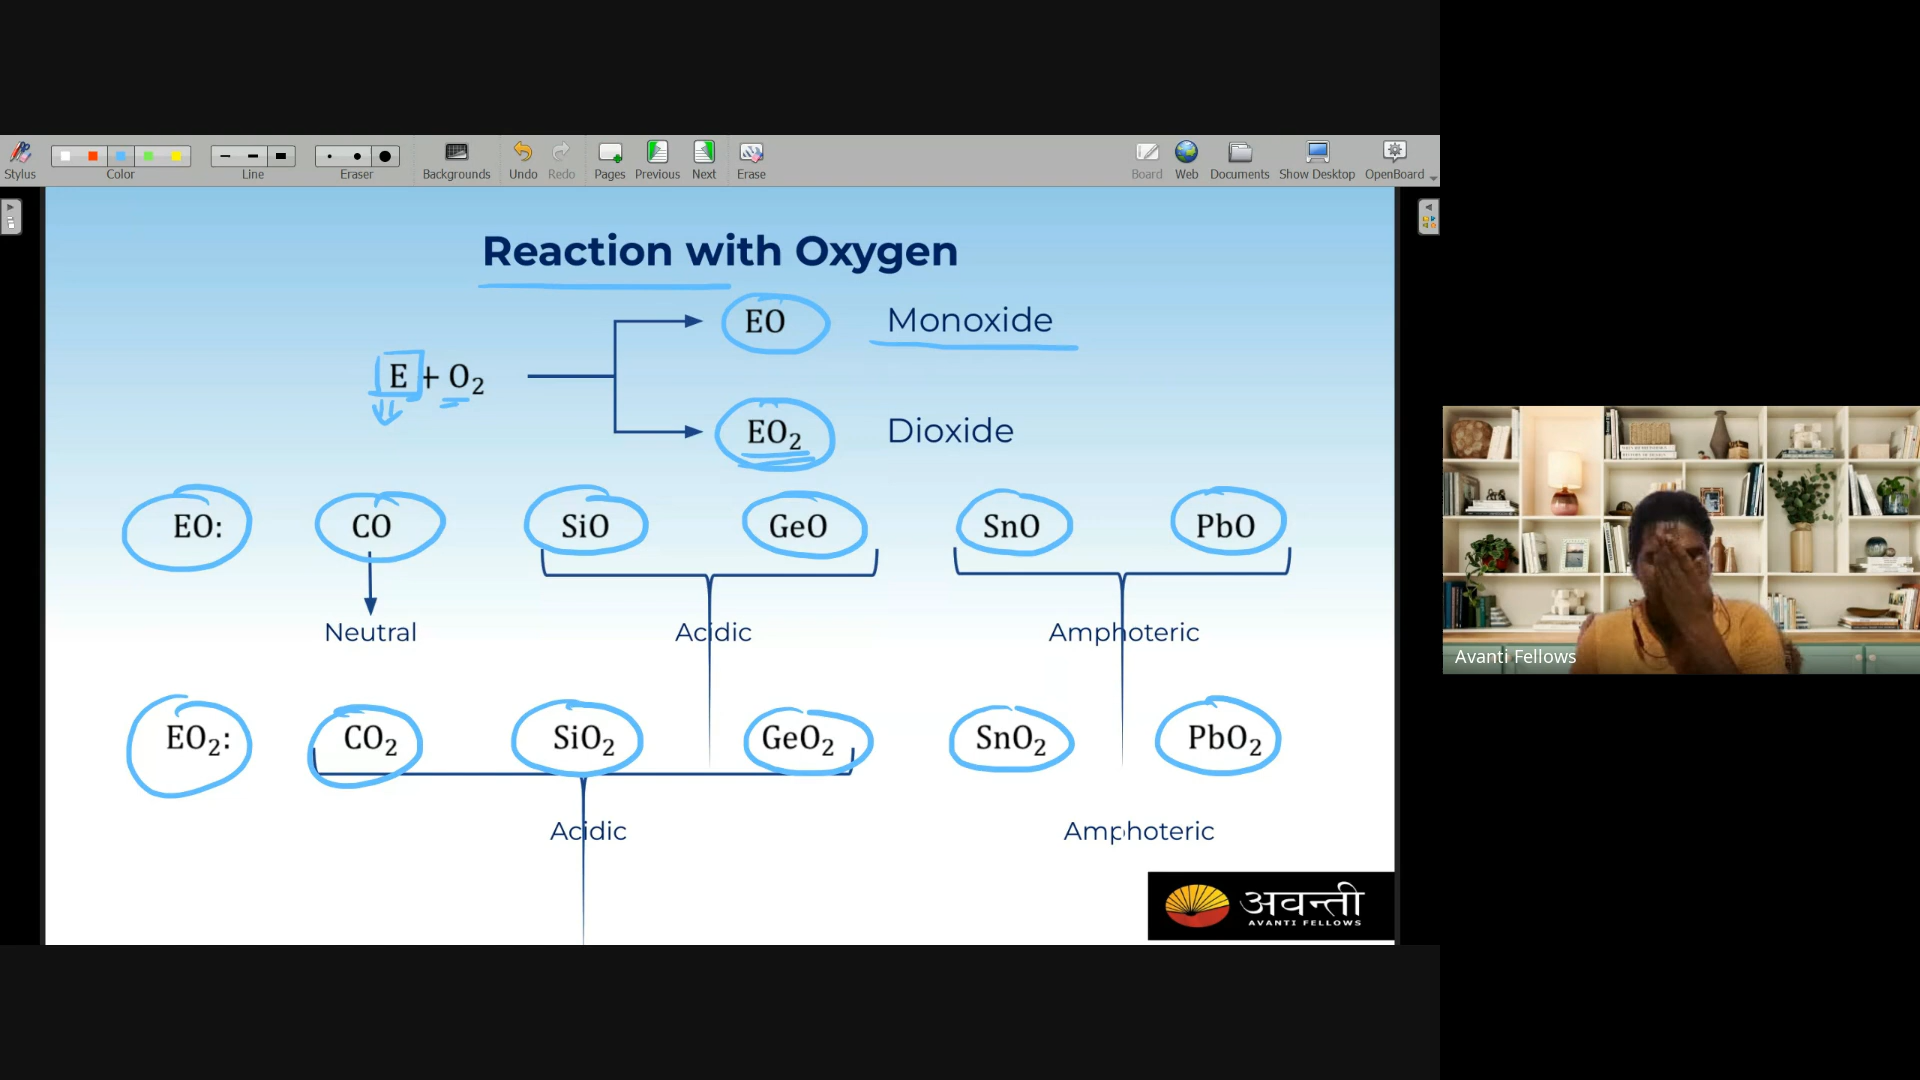 Stylus
Color
Line
Eraser
Backgrounds
Undo
Redo
Pages
Previous
Next
Erase
Board
Web
Documents
Show Desktop
OpenBoard
Reaction with Oxygen
E + O₂
EO Monoxide
EO₂ Dioxide
EO: CO SiO GeO SnO PbO
Neutral Acidic Amphoteric
EO₂: CO₂ SiO₂ GeO₂ SnO₂ PbO₂
Acidic Amphoteric
अवन्ती
AVANTI FELLOWS
Avanti Fellows